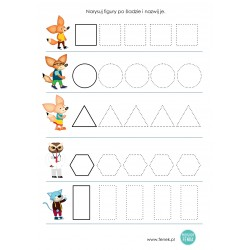 Narysuj figury po śladzie i nazwij je.
www.fenek.pl